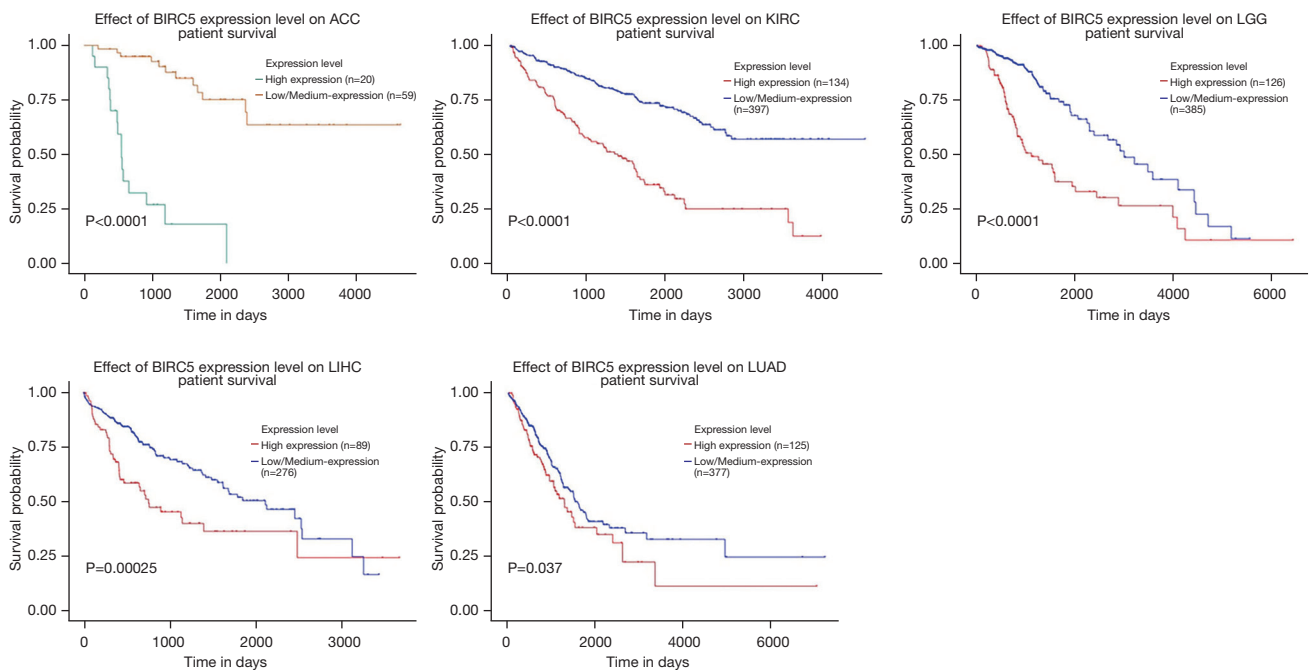 Effect of BIRC5 expression level on ACC
patient survival
1.00
0.75
0.50
0.25
0.00
Survival probability
Expression level
High expression (n=20)
Low/Medium-expression (n=59)
P<0.0001
0 1000 2000 3000 4000
Time in days
Effect of BIRC5 expression level on KIRC
patient survival
1.00
0.75
0.50
0.25
0.00
Survival probability
Expression level
High expression (n=134)
Low/Medium-expression
(n=397)
P<0.0001
0 1000 2000 3000 4000
Time in days
Effect of BIRC5 expression level on LGG
patient survival
1.00
0.75
0.50
0.25
0.00
Survival probability
Expression level
High expression (n=126)
Low/Medium-expression
(n=385)
P<0.0001
0 2000 4000 6000
Time in days
Effect of BIRC5 expression level on LIHC
patient survival
1.00
0.75
0.50
0.25
0.00
Survival probability
Expression level
High expression (n=89)
Low/Medium-expression
(n=276)
P=0.00025
0 1000 2000 3000
Time in days
Effect of BIRC5 expression level on LUAD
patient survival
1.00
0.75
0.50
0.25
0.00
Survival probability
Expression level
High expression (n=125)
Low/Medium-expression
(n=377)
P=0.037
0 2000 4000 6000
Time in days